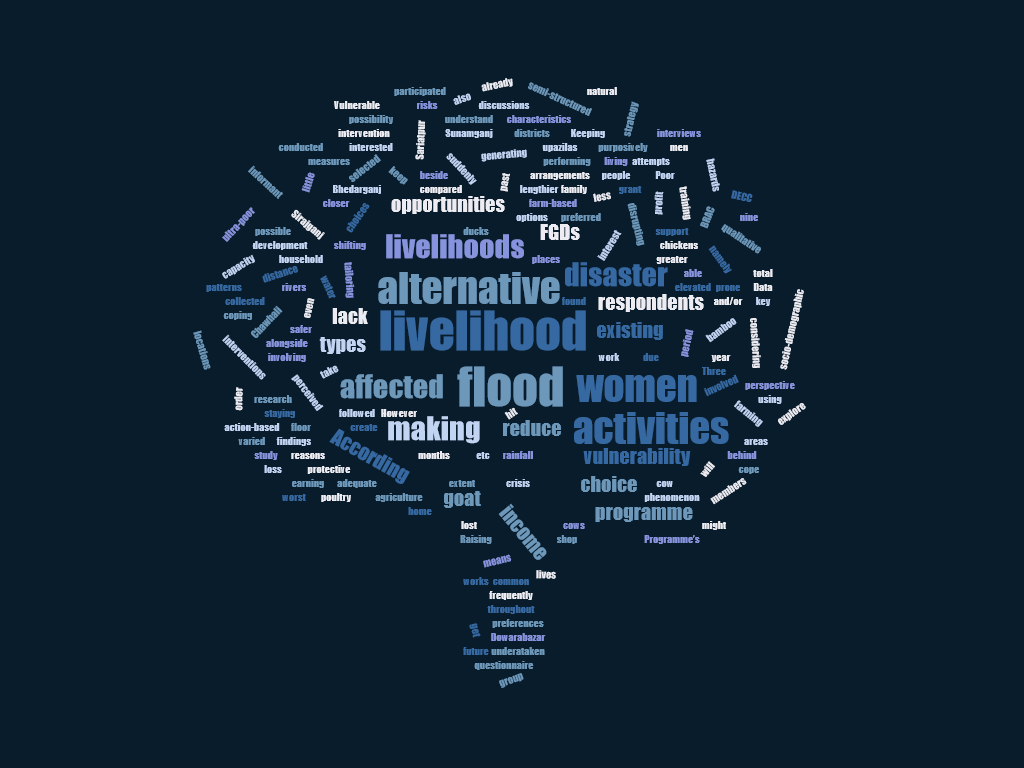 already
participated also semi-structured natural
Vulnerable risks discussions strategy
possibility understand characteristics
intervention Sariatpur Sunamganj districts Keeping interviews
conducted interested generating upazilas purposively men
measures selected keep suddenly performing living attempts hazards
informant little beside past arrangements people Poor
Bhedarganj compared lengthier family less grant profit training DECC
closer choices opportunities farm-based
ultra-poor Sirajganj options preferred disrupting BRAC nine
possible ducks FGDs support qualitative
development shifting livelihoods interest chickens
capacity household places greater namely
distance water tailoring disaster able total
patterns rivers alternative elevated prone Data
collected even found respondents and/or key
coping chawhall lack livelihood existing bamboo considering socio-demographic
safer
locations interventions alongside types period
involving work due year
take Three
perceived affected flood women involved perspective
order research using
staying followed However hit farming explore
action-based floor create making reduce activities
varied findings According areas
study reasons months etc rainfall vulnerability behind
loss protective will cope
earning adequate extent crisis choice cow members
worst poultry agriculture goat phenomenon
home income programme
lost cows might
Raising shop Programme's
means
lives
works common
frequently
throughout
preferences
get
Dowarabazar
future underataken
questionnaire
group